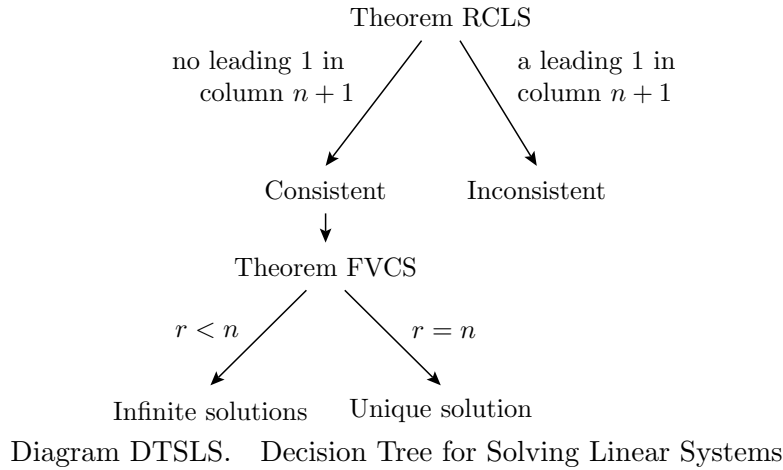 Theorem RCLS
no leading 1 in
column n + 1
a leading 1 in
column n + 1
Consistent
Inconsistent
Theorem FVCS
r < n
r = n
Infinite solutions
Unique solution
Diagram DTSLS. Decision Tree for Solving Linear Systems